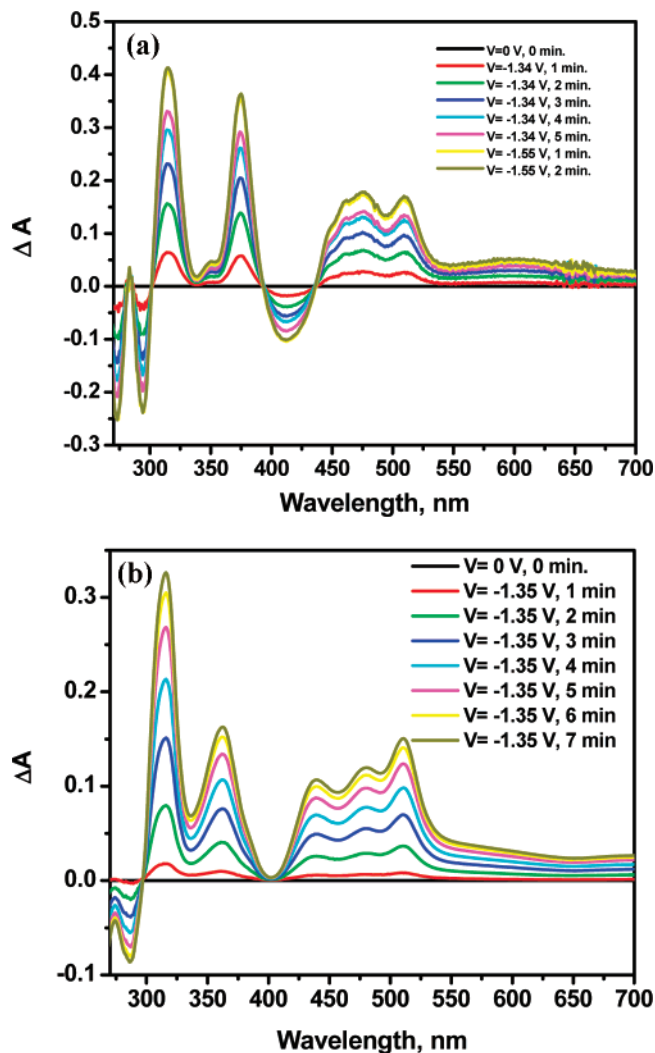 (a)
V=0 V, 0 min.
V=-1.34 V, 1 min.
V= -1.34 V, 2 min.
V= -1.34 V, 3 min.
V= -1.34 V, 4 min.
V= -1.34 V, 5 min.
V= -1.55 V, 1 min.
V= -1.55 V, 2 min.
Δ A
0.5
0.4
0.3
0.2
0.1
0.0
-0.1
-0.2
-0.3
300 350 400 450 500 550 600 650 700
Wavelength, nm
(b)
V= 0 V, 0 min.
V= -1.35 V, 1 min
V= -1.35 V, 2 min
V= -1.35 V, 3 min
V= -1.35 V, 4 min
V= -1.35 V, 5 min
V= -1.35 V, 6 min
V= -1.35 V, 7 min
ΔA
0.3
0.2
0.1
0.0
-0.1
300 350 400 450 500 550 600 650 700
Wavelength, nm